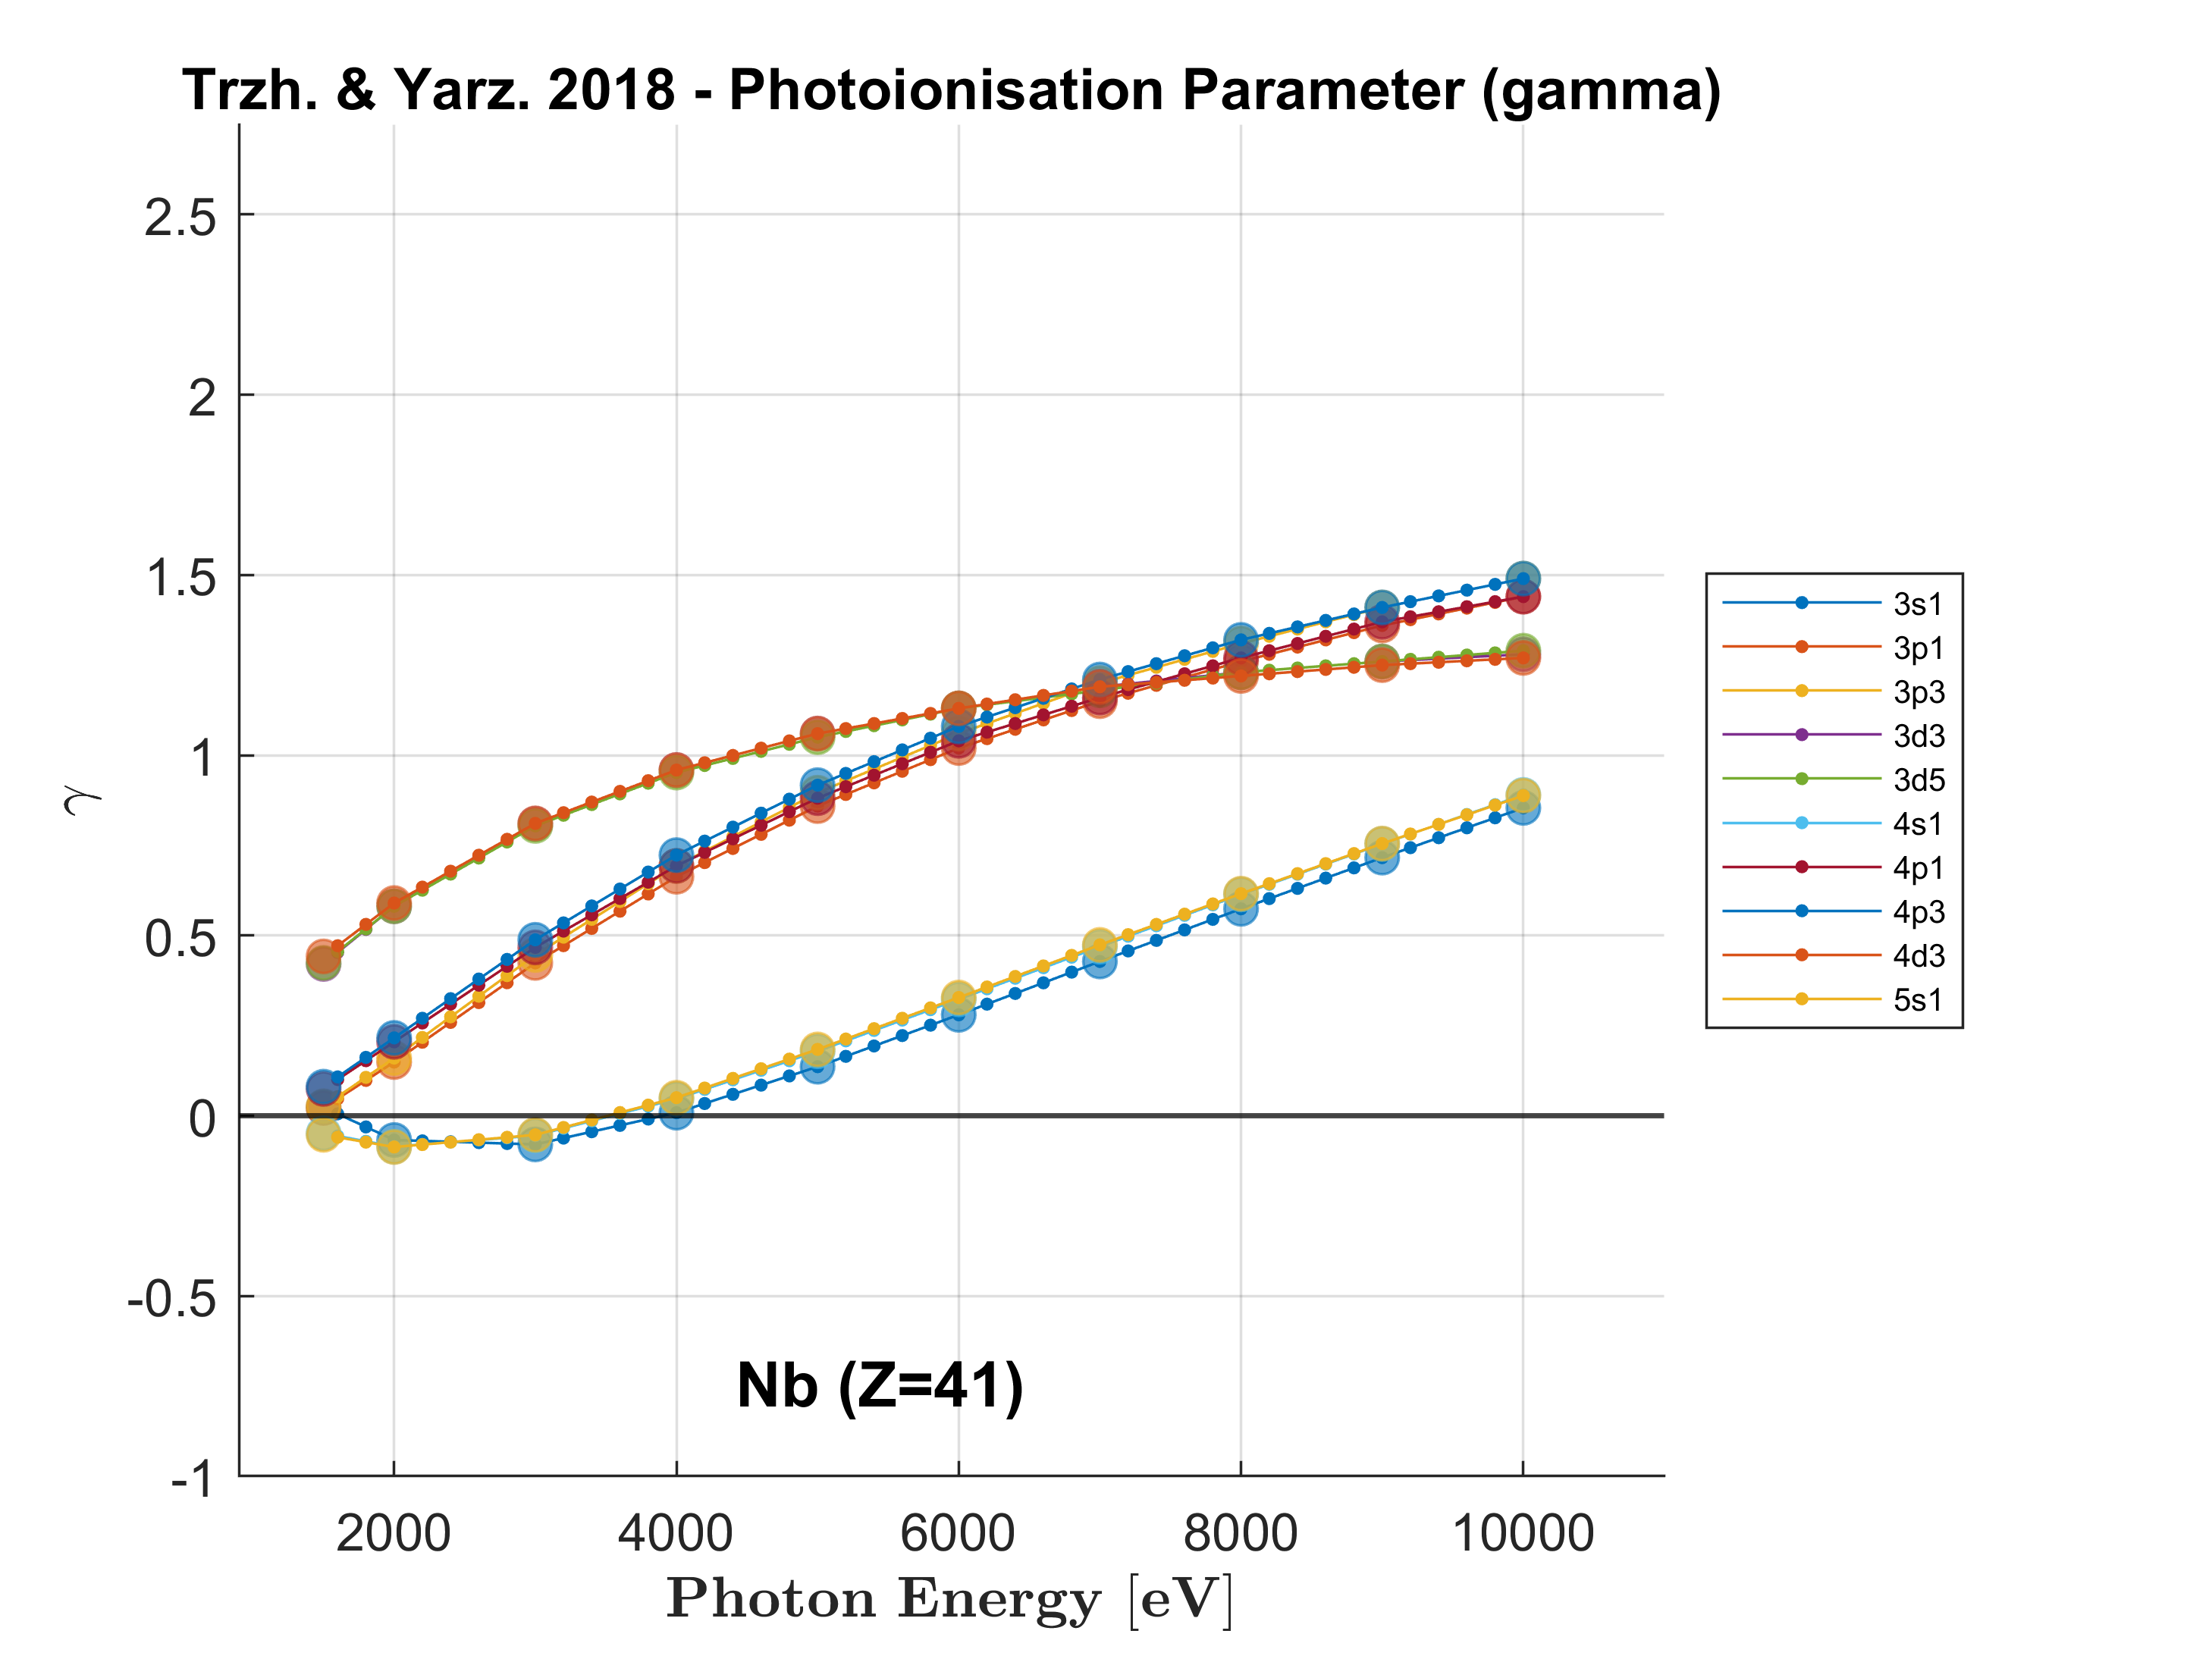 Trzh. & Yarz. 2018 - Photoionisation Parameter (gamma)
2.5
2
1.5
1
0.5
0
-0.5
-1
γ
3s1
3p1
3p3
3d3
3d5
4s1
4p1
4p3
4d3
5s1
Nb (Z=41)
2000 4000 6000 8000 10000
Photon Energy [eV]